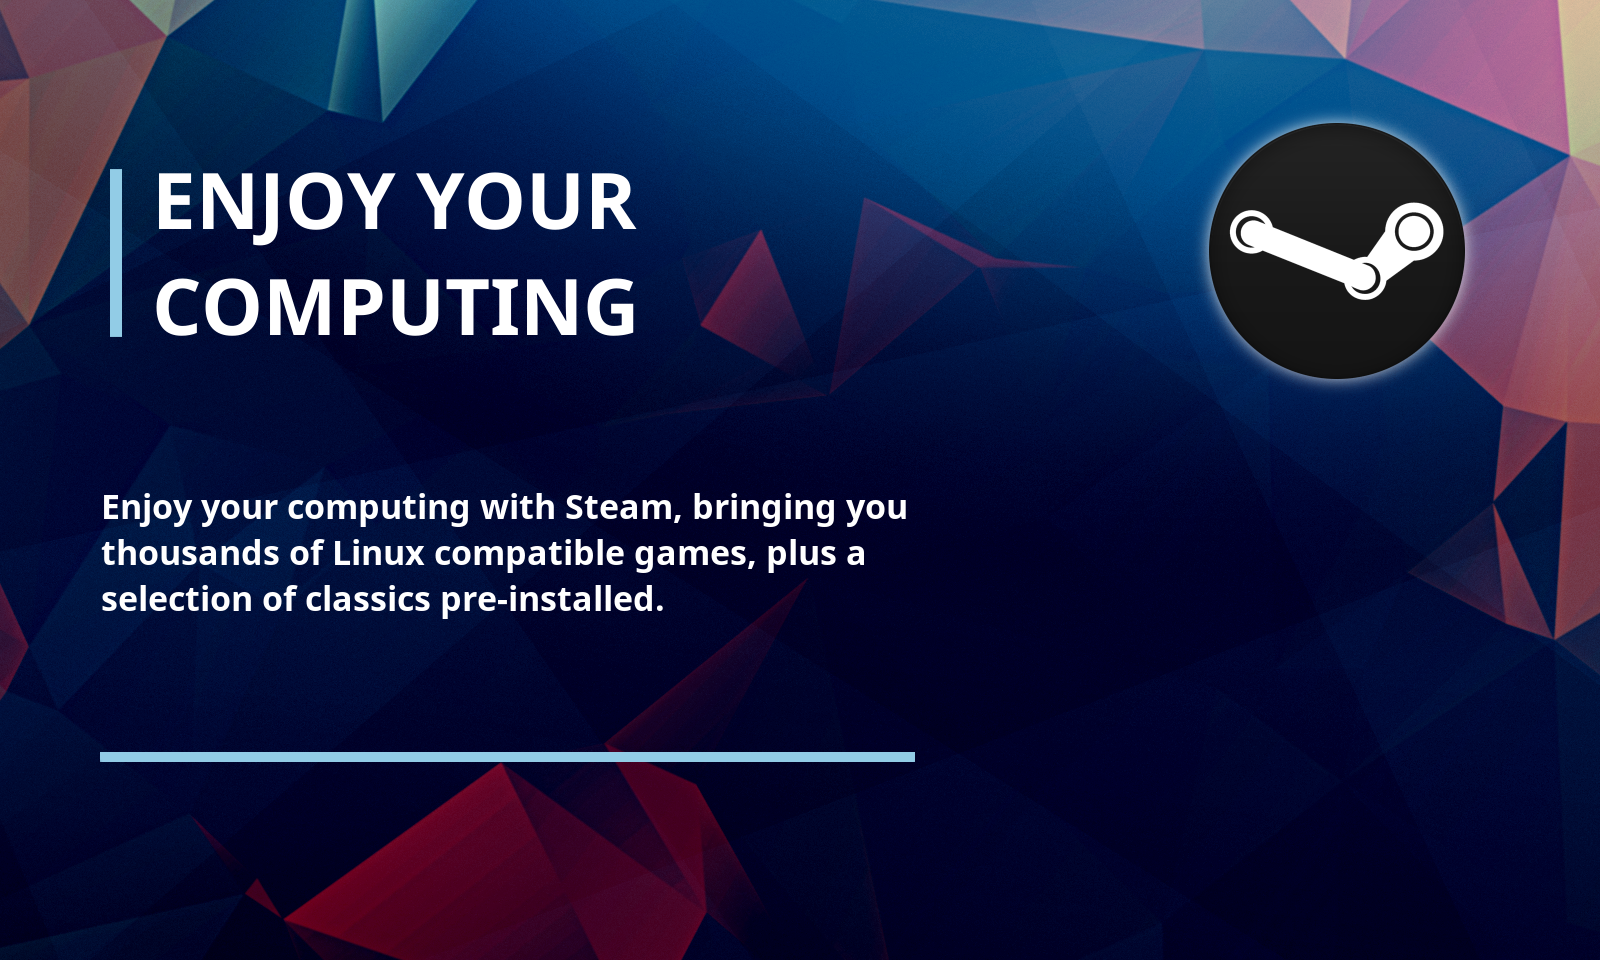 ENJOY YOUR
COMPUTING
Enjoy your computing with Steam, bringing you
thousands of Linux compatible games, plus a
selection of classics pre-installed.